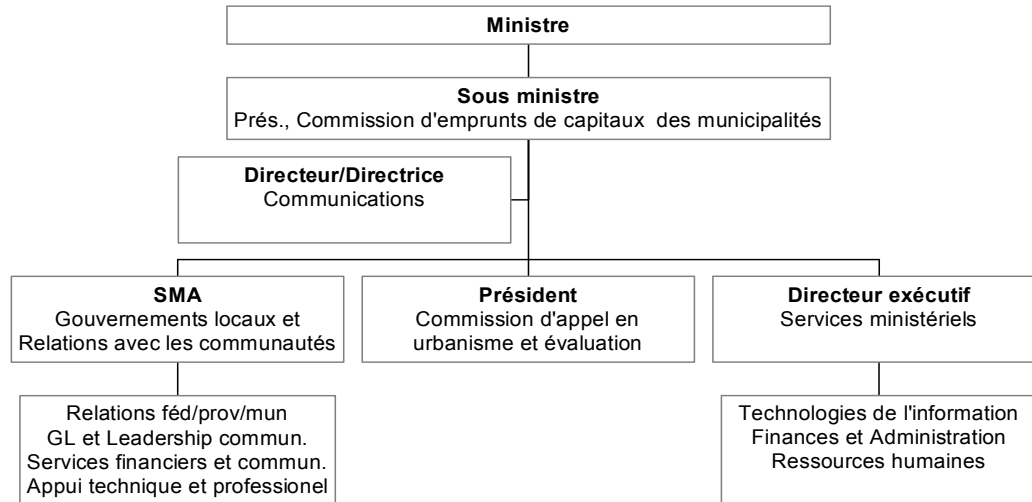 Ministre
Sous ministre
Prés., Commission d'emprunts de capitaux des municipalités
Directeur/Directrice
Communications
SMA
Gouvernements locaux et
Relations avec les communautés
Président
Commission d'appel en
urbanisme et évaluation
Directeur exécutif
Services ministériels
Relations féd/prov/mun
GL et Leadership commun.
Services financiers et commun.
Appui technique et professionel
Technologies de l'information
Finances et Administration
Ressources humaines